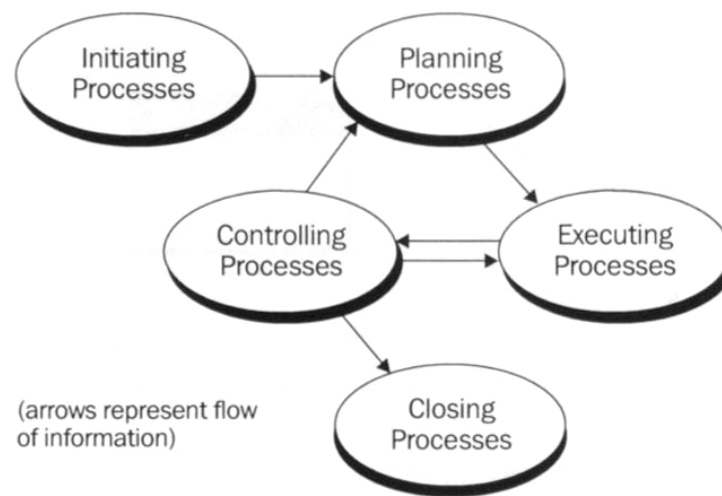 Initiating
Processes
Planning
Processes
Controlling
Processes
Executing
Processes
Closing
Processes
(arrows represent flow
of information)